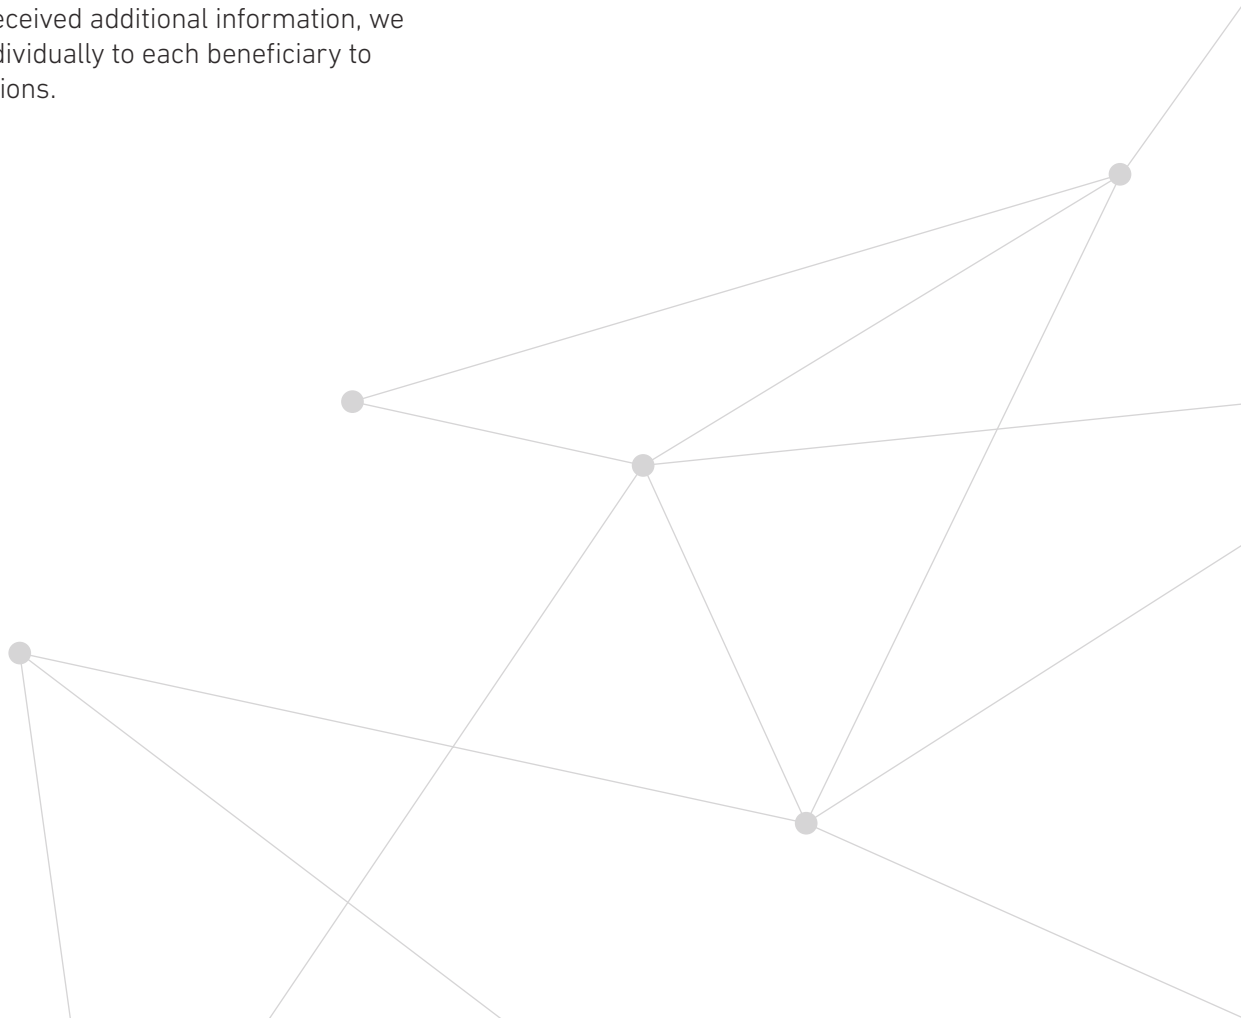 eceived additional information, we
dividually to each beneficiary to
ions.